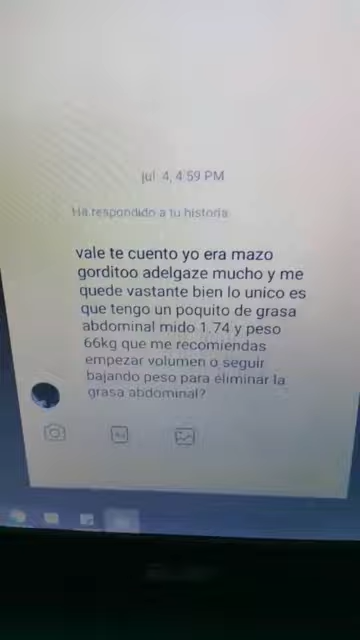 jul 4, 4:59 PM
Ha respondido a tu historia
vale te cuento yo era mazo
gorditoo adelgaze mucho y me
quede vastante bien lo unico es
que tengo un poquito de grasa
abdominal mido 1.74 y peso
66kg que me recomiendas
empezar volumen o seguir
bajando peso para eliminar la
grasa abdominal?